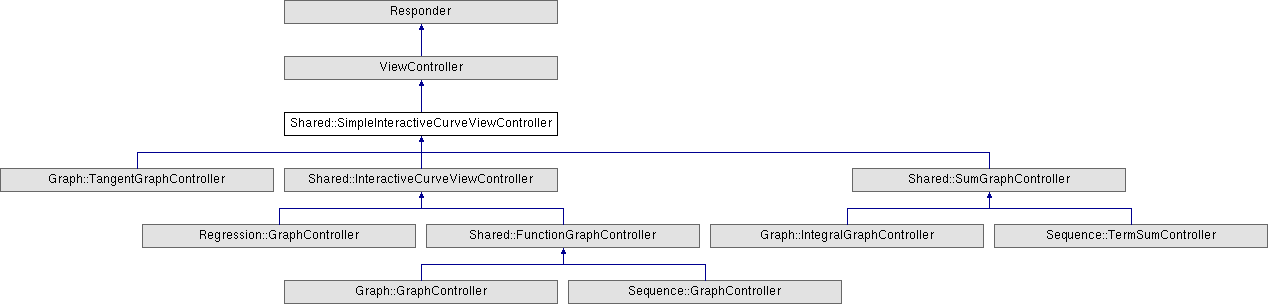 Responder
ViewController
Shared::SimpleInteractiveCurveViewController
Graph::TangentGraphController
Shared::InteractiveCurveViewController
Shared::SumGraphController
Regression::GraphController
Shared::FunctionGraphController
Graph::IntegralGraphController
Sequence::TermSumController
Graph::GraphController
Sequence::GraphController